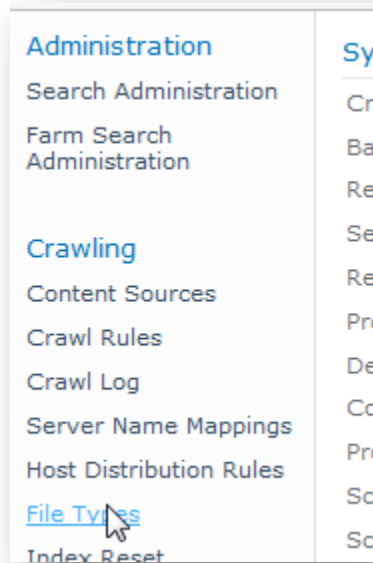 Administration
Search Administration
Farm Search
Administration
Crawling
Content Sources
Crawl Rules
Crawl Log
Server Name Mappings
Host Distribution Rules
File Types
Index Reset